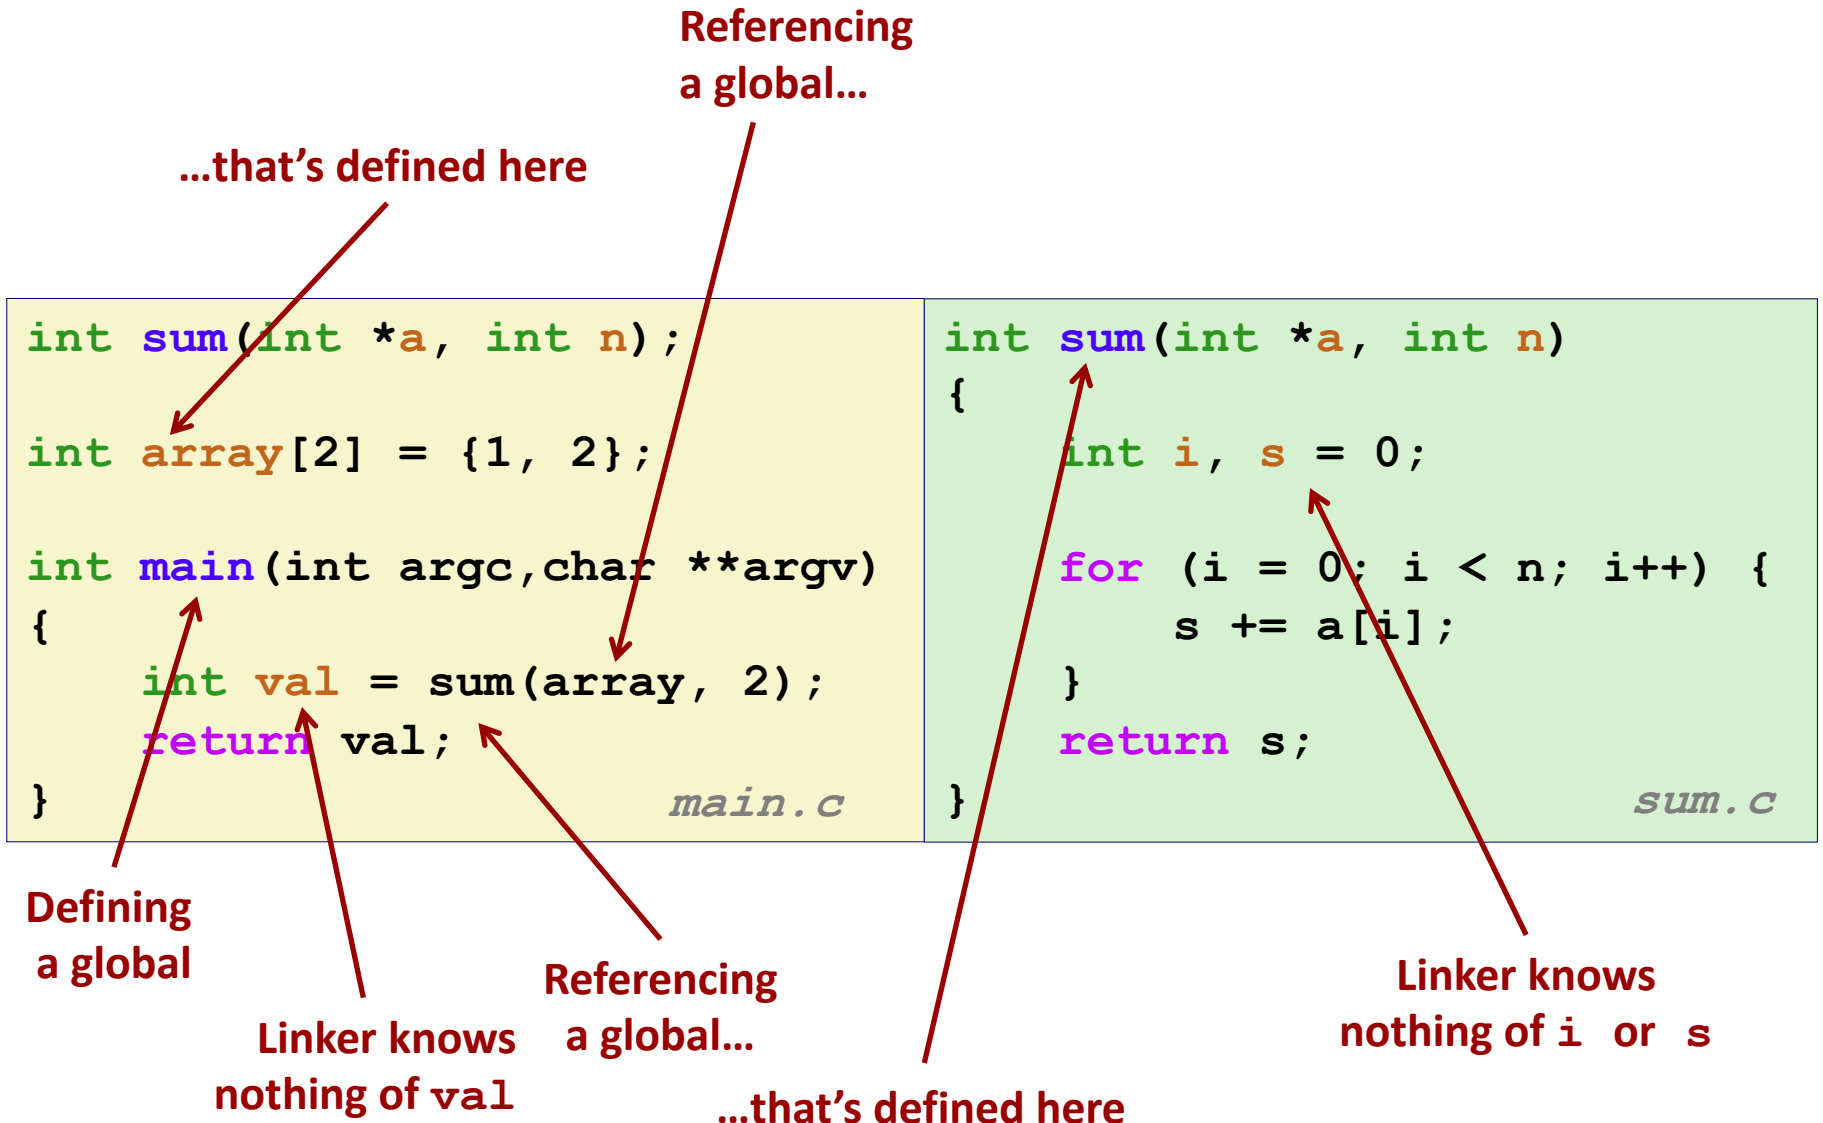 Referencing
a global…
…that’s defined here
int sum(int *a, int n);
int array[2] = {1, 2};
int main(int argc,char **argv)
{
    int val = sum(array, 2);
    return val;
}
main.c
int sum(int *a, int n)
{
    int i, s = 0;
    for (i = 0; i < n; i++) {
        s += a[i];
    }
    return s;
}
sum.c
Defining
a global
Linker knows
nothing of val
Referencing
a global…
…that’s defined here
Linker knows
nothing of i or s